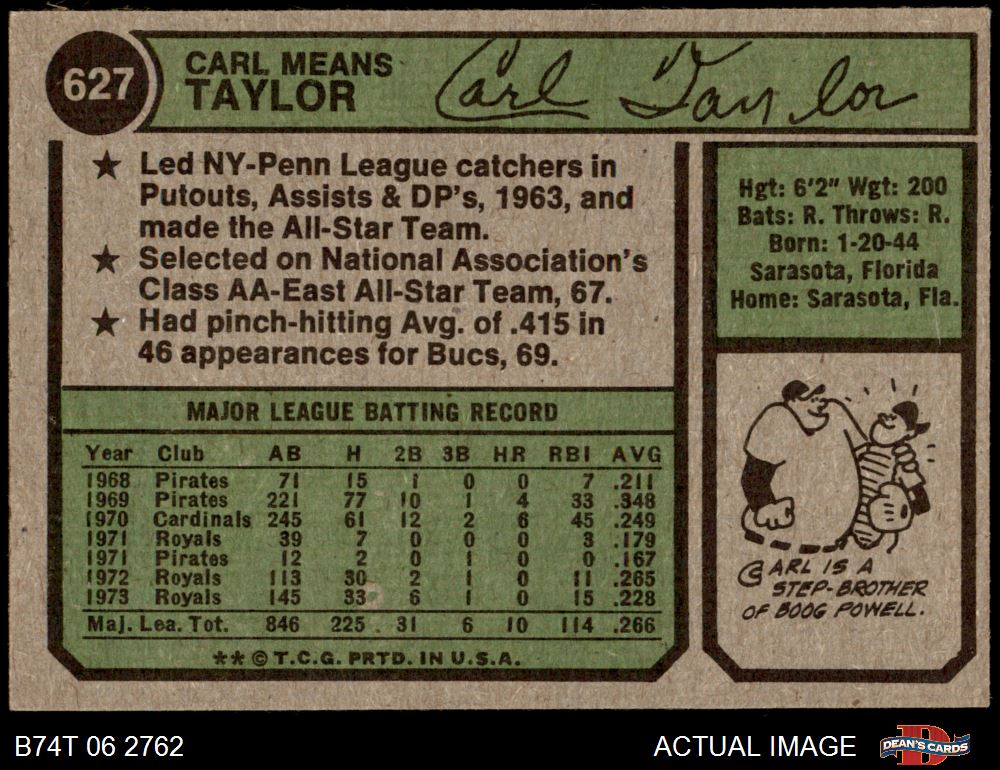 627
CARL MEANS
TAYLOR
Carl Taylor
★ Led NY-Penn League catchers in
Putouts, Assists & DP's, 1963, and
made the All-Star Team.
★ Selected on National Association's
Class AA-East All-Star Team, 67.
★ Had pinch-hitting Avg. of .415 in
46 appearances for Bucs, 69.
Hgt: 6'2" Wgt: 200
Bats: R. Throws: R.
Born: 1-20-44
Sarasota, Florida
Home: Sarasota, Fla.
MAJOR LEAGUE BATTING RECORD
Year Club AB H 2B 3B HR RBI AVG
1968 Pirates 71 15 1 0 0 7 .211
1969 Pirates 221 77 10 1 4 33 .348
1970 Cardinals 245 61 12 2 6 45 .249
1971 Royals 39 7 0 0 0 3 .179
1971 Pirates 12 2 0 1 0 0 .167
1972 Royals 113 30 2 1 0 11 .265
1973 Royals 145 33 6 1 0 15 .228
Maj. Lea. Tot. 846 225 31 6 10 114 .266
**© T.C.G. PRTD. IN U.S.A.
CARL IS A
STEP-BROTHER
OF BOOG POWELL.
B74T 06 2762
ACTUAL IMAGE
DEAN'S CARDS